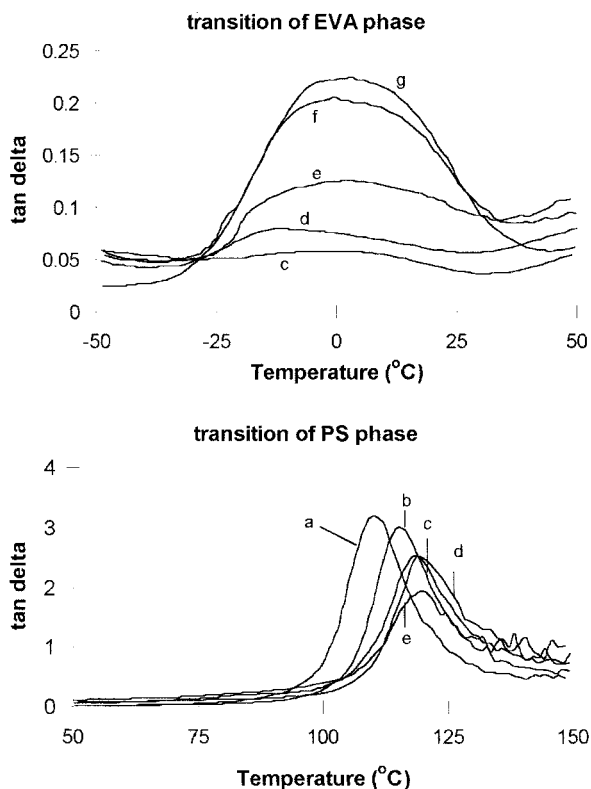 transition of EVA phase
0.25
0.2
0.15
0.1
0.05
0
tan delta
g
f
e
d
c
-50
-25
0
25
50
Temperature (°C)
transition of PS phase
4
3
2
1
0
tan delta
a
b
c
d
e
50
75
100
125
150
Temperature (°C)